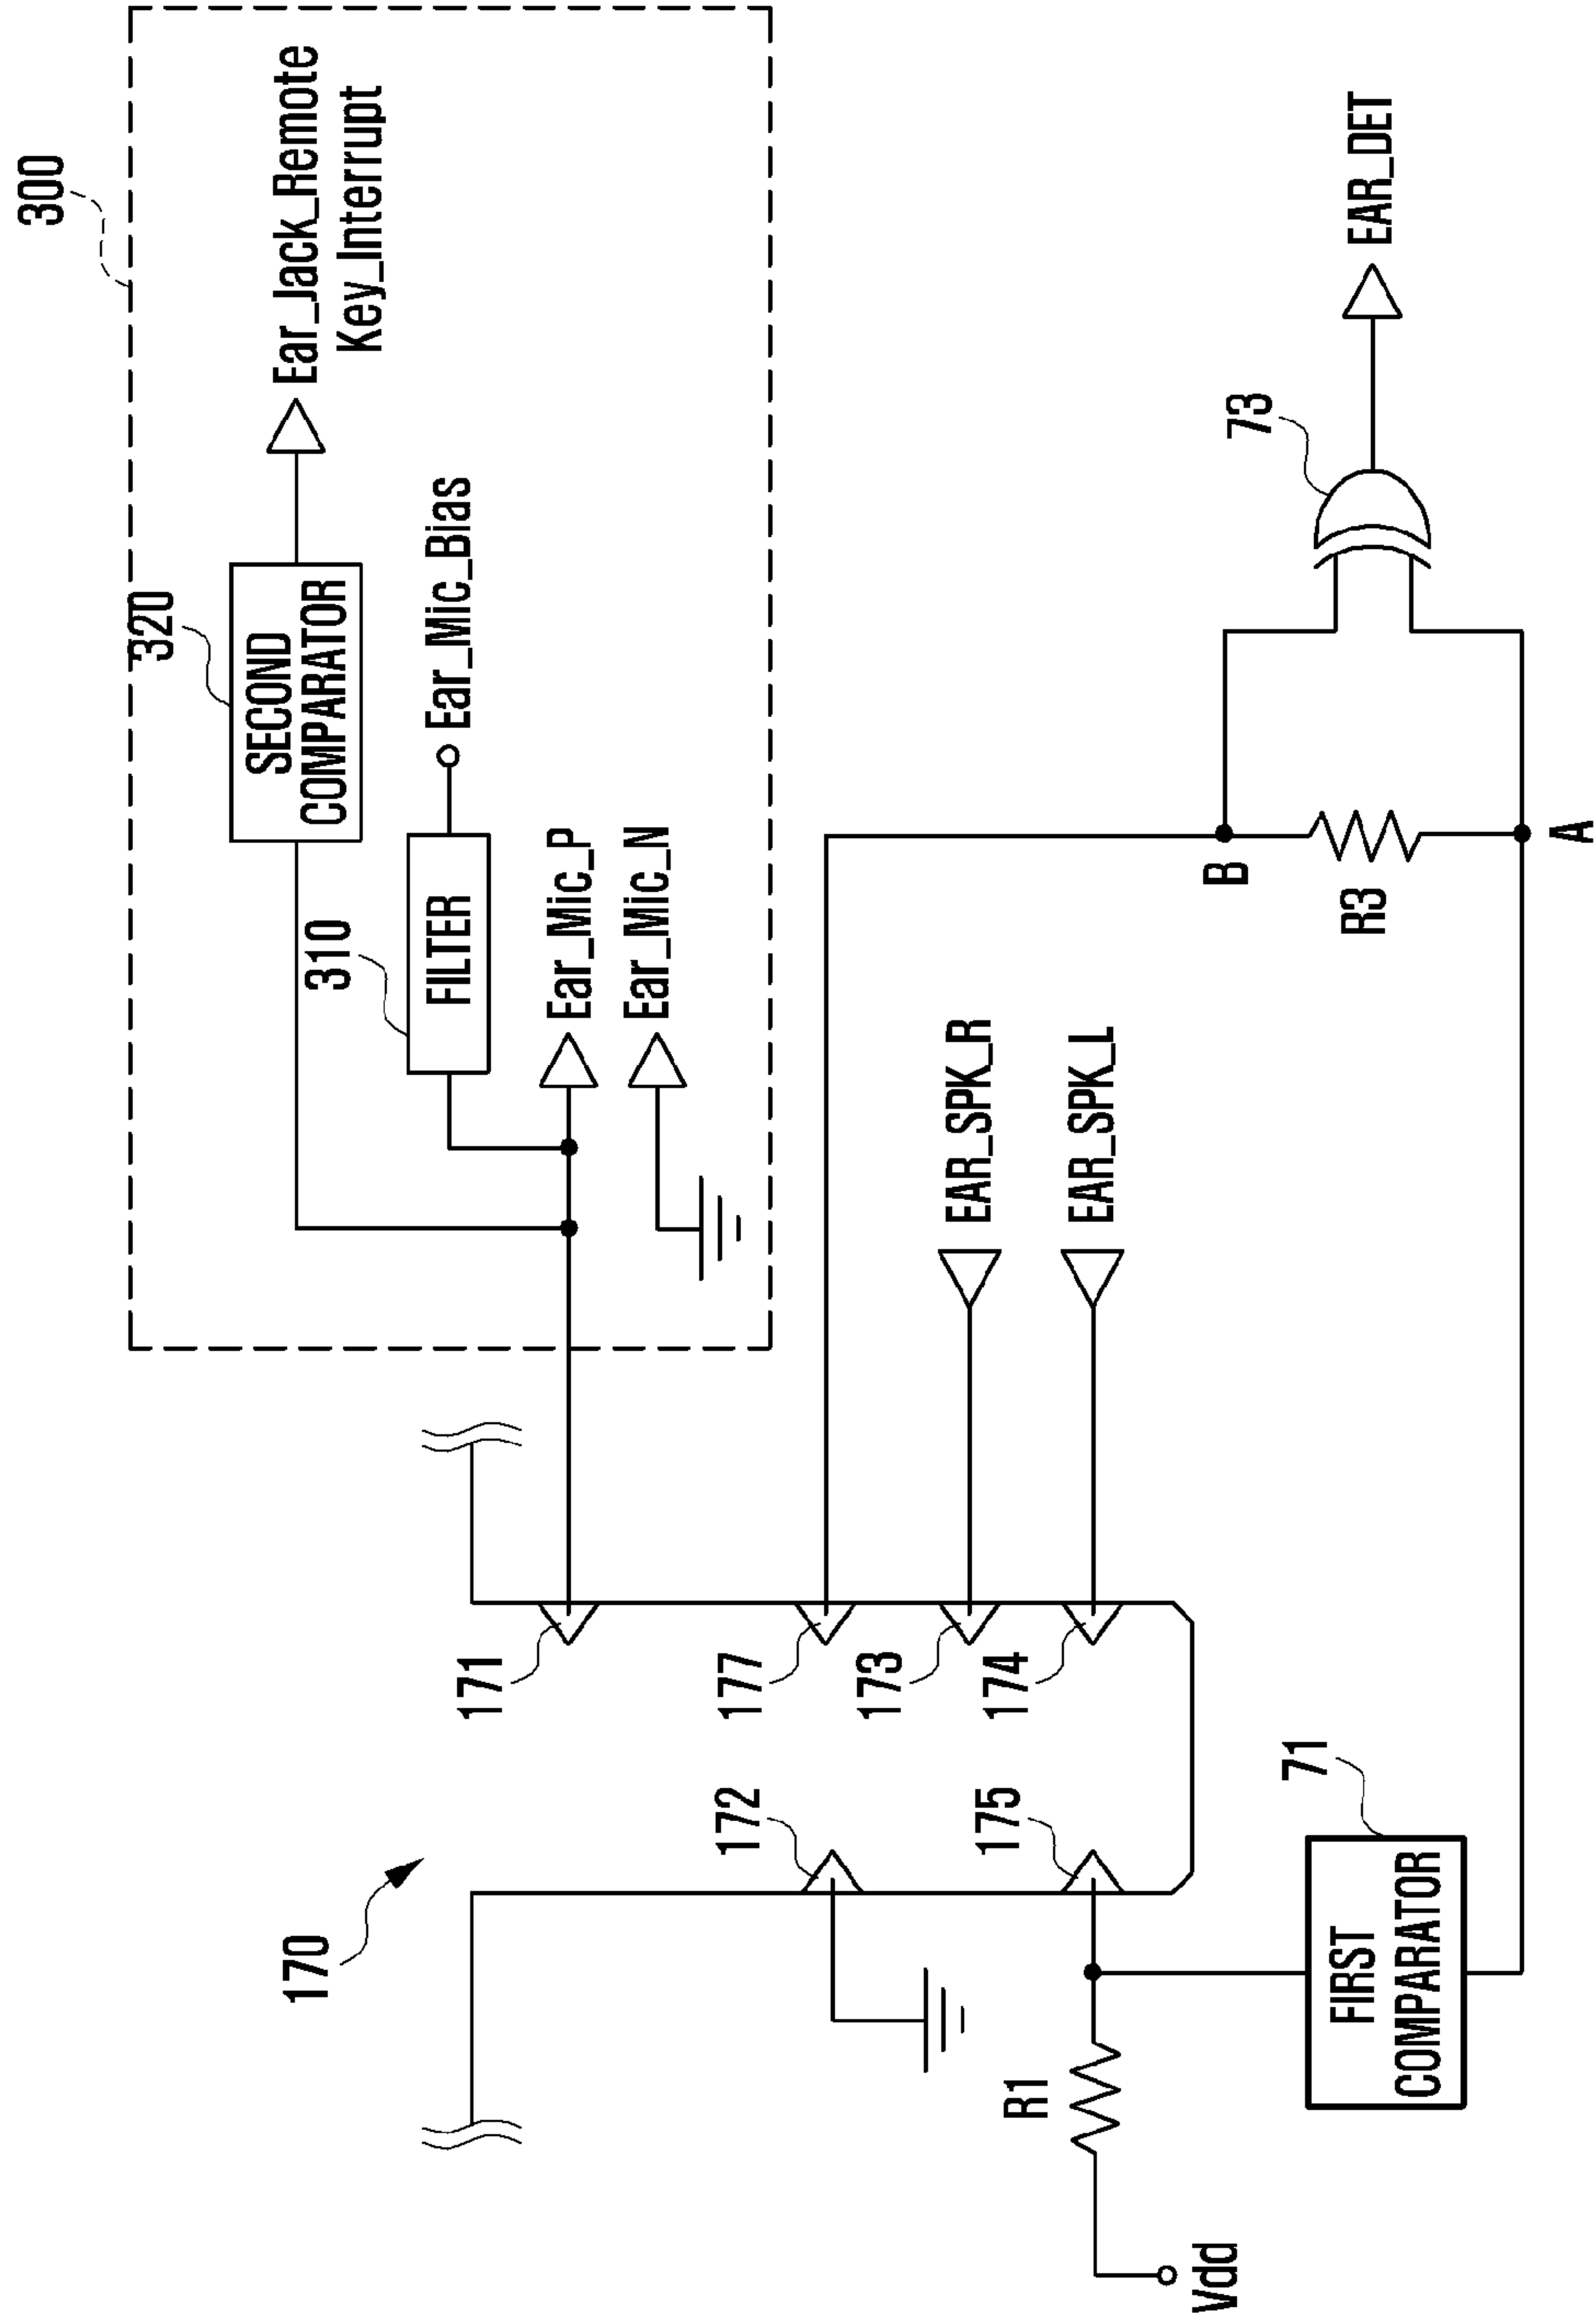 300
320
SECOND
COMPARATOR
Ear_Jack_Remote
Key_Interrupt
310
FILTER
Ear_Mic_Bias
Ear_Mic_P
Ear_Mic_N
170
171
172
177
173
EAR_SPK_R
175
174
EAR_SPK_L
R1
Vdd
71
FIRST
COMPARATOR
B
R3
A
73
EAR_DET